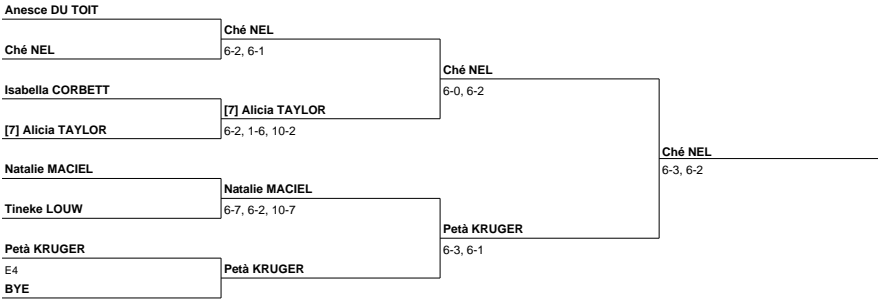 Anesce DU TOIT
Ché NEL
Ché NEL
6-2, 6-1
Ché NEL
6-0, 6-2
Isabella CORBETT
[7] Alicia TAYLOR
[7] Alicia TAYLOR
6-2, 1-6, 10-2
Ché NEL
6-3, 6-2
Natalie MACIEL
Natalie MACIEL
Tineke LOUW
6-7, 6-2, 10-7
Petà KRUGER
6-3, 6-1
Petà KRUGER
E4
Petà KRUGER
BYE